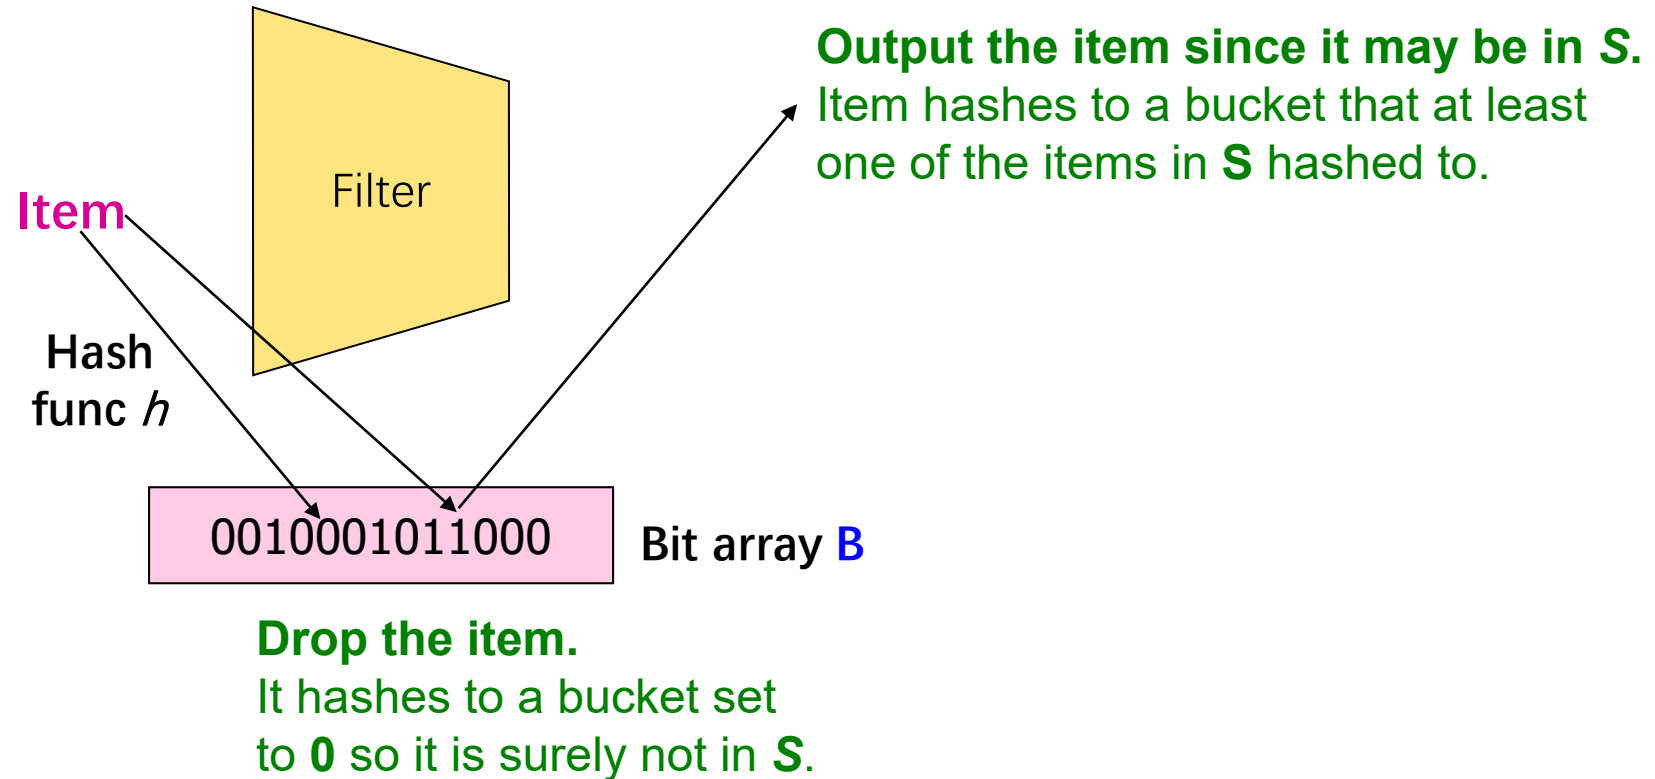 Output the item since it may be in S.
Item hashes to a bucket that at least
one of the items in S hashed to.
Filter
Item
Hash
func h
0010001011000
Bit array B
Drop the item.
It hashes to a bucket set
to 0 so it is surely not in S.